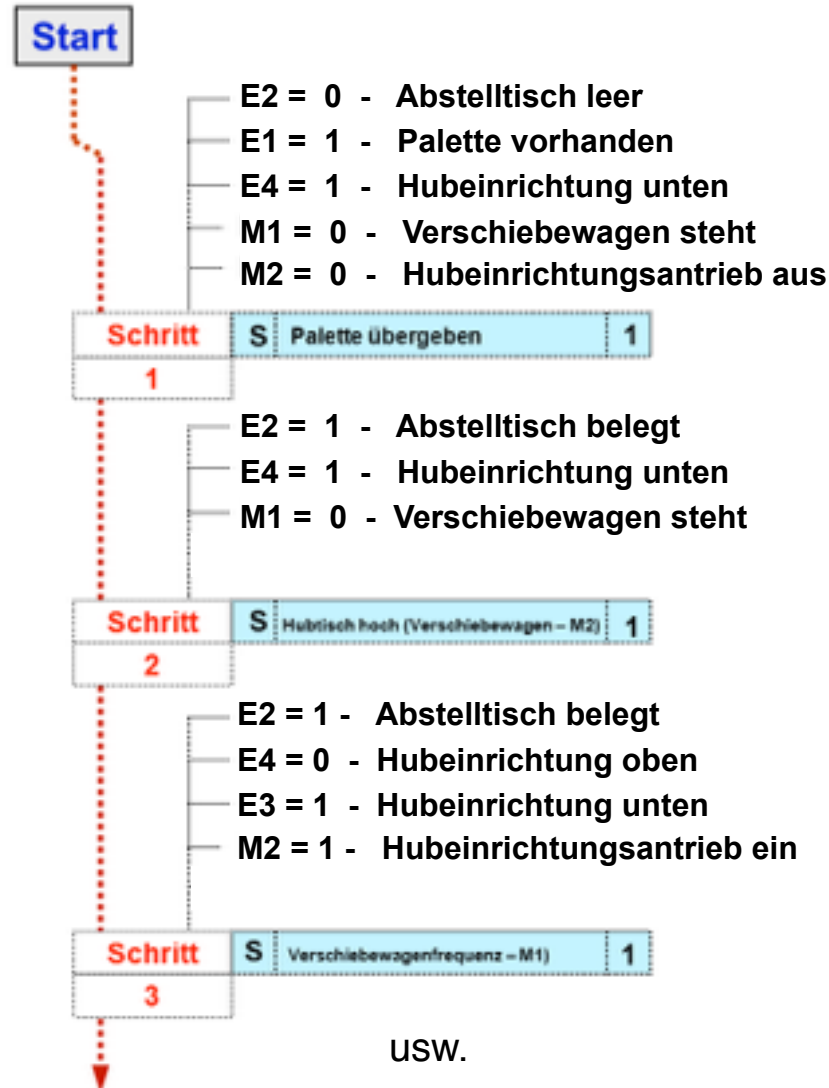 Start
E2 = 0 - Abstelltisch leer
E1 = 1 - Palette vorhanden
E4 = 1 - Hubeinrichtung unten
M1 = 0 - Verschiebewagen steht
M2 = 0 - Hubeinrichtungsantrieb aus
Schritt S Palette übergeben 1
1
E2 = 1 - Abstelltisch belegt
E4 = 1 - Hubeinrichtung unten
M1 = 0 - Verschiebewagen steht
Schritt S Hubtisch hoch (Verschiebewagen – M2) 1
2
E2 = 1 - Abstelltisch belegt
E4 = 0 - Hubeinrichtung oben
E3 = 1 - Hubeinrichtung unten
M2 = 1 - Hubeinrichtungsantrieb ein
Schritt S Verschiebewagenfrequenz – M1) 1
3
usw.